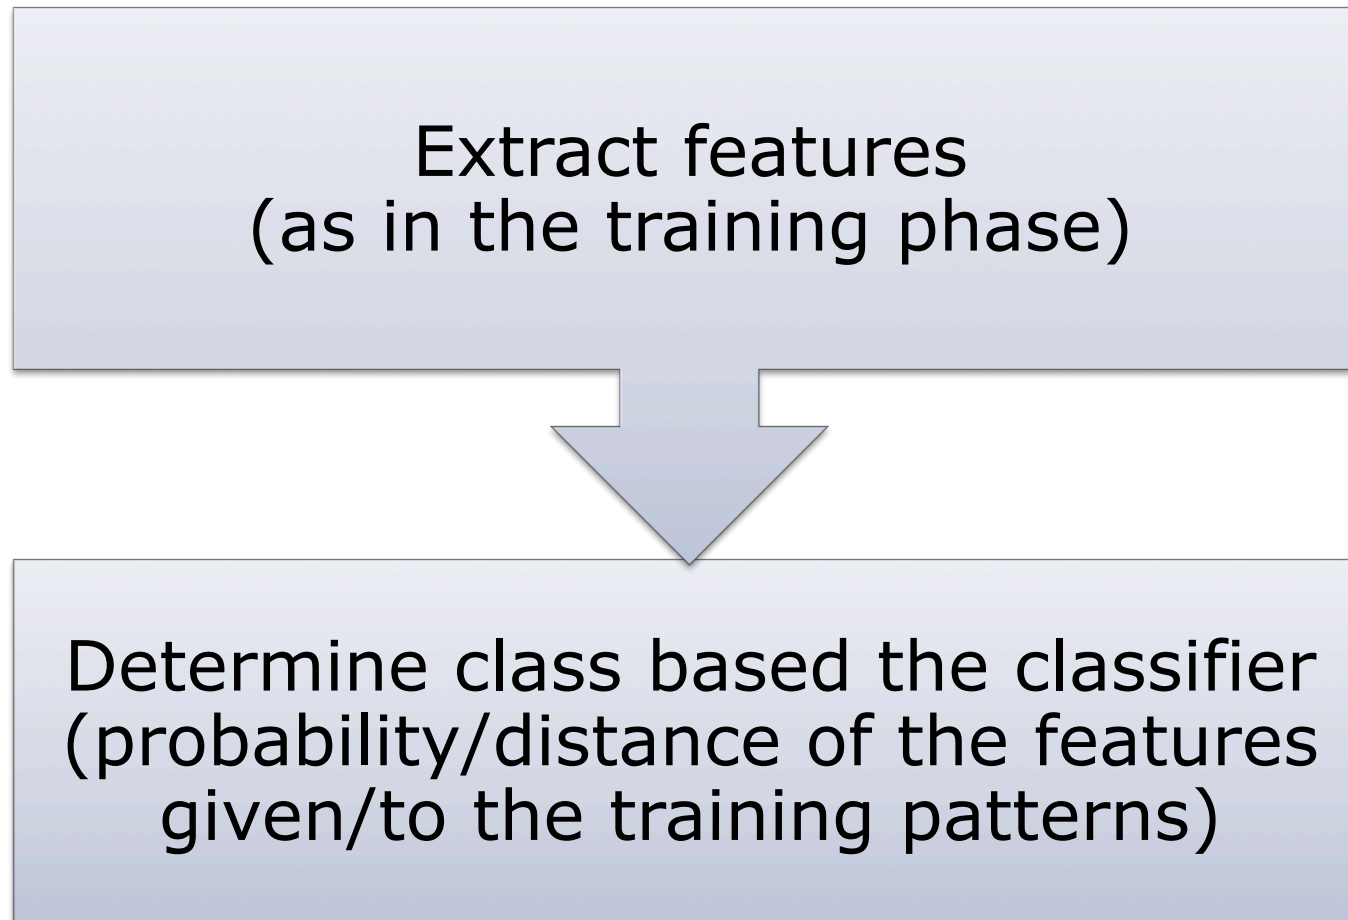 Extract features
(as in the training phase)
Determine class based the classifier
(probability/distance of the features
given/to the training patterns)